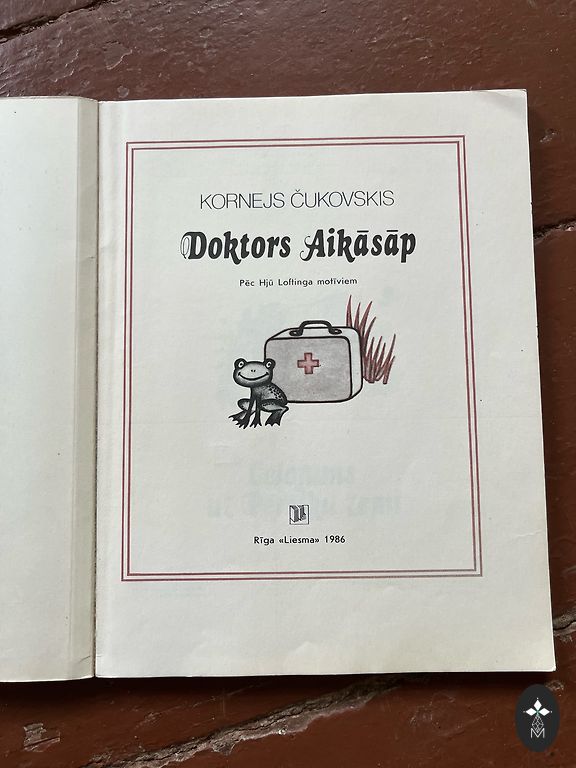 KORNEJS ČUKOVSKIS
Doktors Aikāsāp
Pēc Hjū Loftinga motīviem
Rīga «Liesma» 1986
M